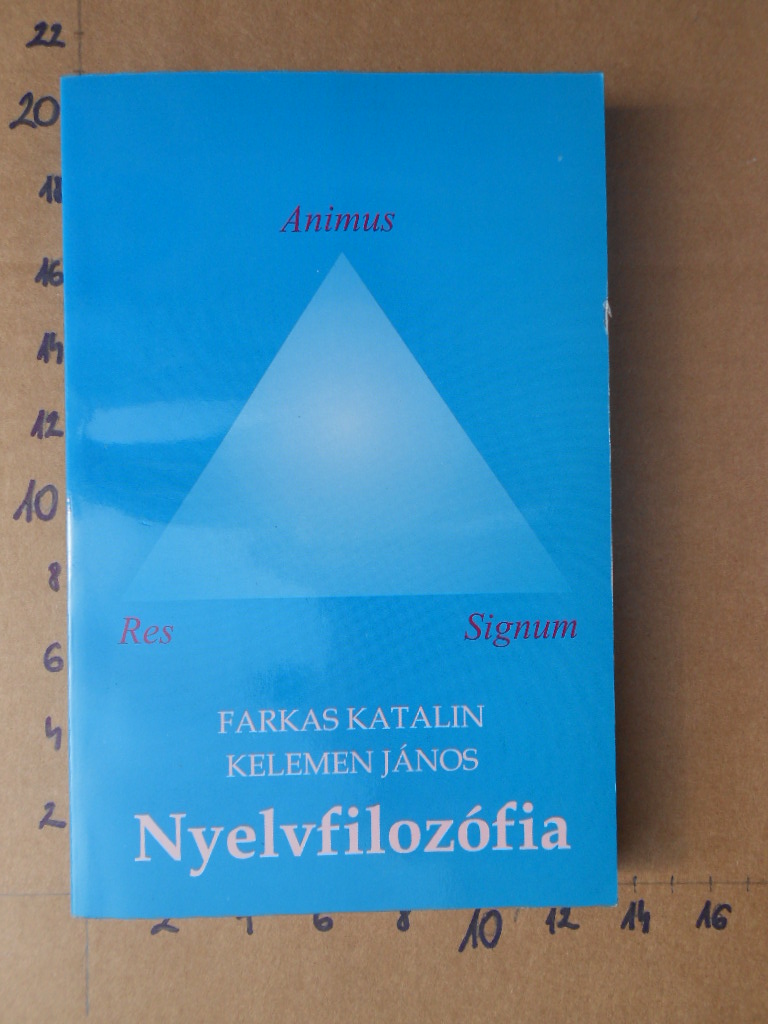 22
20
18
16
14
12
10
8
6
4
2
Animus
Res
Signum
FARKAS KATALIN
KELEMEN JÁNOS
Nyelvfilozófia
2 4 6 8 10 12 14 16